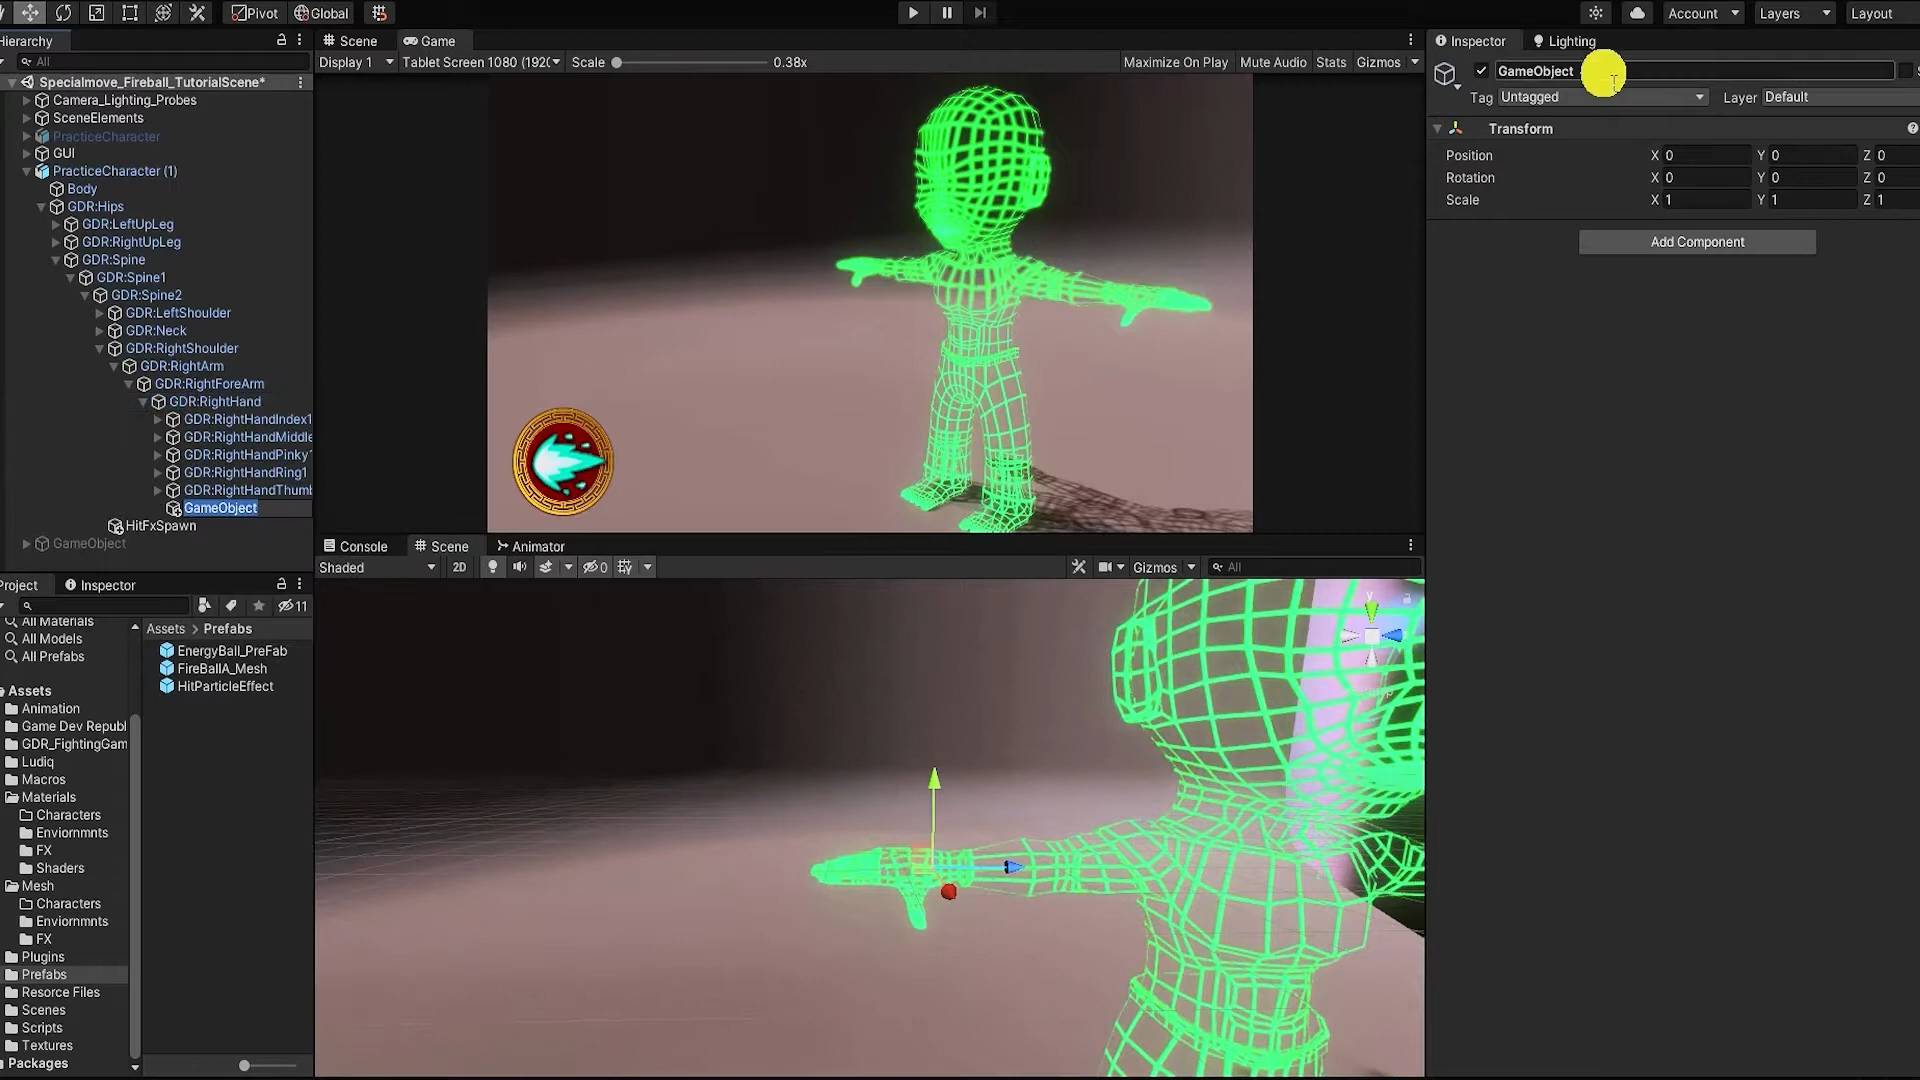 Pivot
Global
Account
Layers
Layout
Hierarchy
Scene
Game
Inspector
Lighting
All
Display 1
Tablet Screen 1080 (192(
Scale
0.38x
Maximize On Play
Mute Audio
Stats
Gizmos
GameObject
Tag
Untagged
Layer
Default
Transform
Position
X 0
Y 0
Z 0
Rotation
X 0
Y 0
Z 0
Scale
X 1
Y 1
Z 1
Add Component
Specialmove_Fireball_TutorialScene*
Camera_Lighting_Probes
SceneElements
PracticeCharacter
GUI
PracticeCharacter (1)
Body
GDR:Hips
GDR:LeftUpLeg
GDR:RightUpLeg
GDR:Spine
GDR:Spine1
GDR:Spine2
GDR:LeftShoulder
GDR:Neck
GDR:RightShoulder
GDR:RightArm
GDR:RightForeArm
GDR:RightHand
GDR:RightHandIndex1
GDR:RightHandMiddle
GDR:RightHandPinky
GDR:RightHandRing1
GDR:RightHandThumb
GameObject
HitFxSpawn
GameObject
Console
Scene
Animator
Shaded
2D
0
Gizmos
All
y
Project
Inspector
11
All Materials
All Models
All Prefabs
Assets
Animation
Game Dev Republ
GDR_FightingGam
Ludiq
Macros
Materials
Characters
Enviornmnts
FX
Shaders
Mesh
Characters
Enviornmnts
FX
Plugins
Prefabs
Resorce Files
Scenes
Scripts
Textures
Packages
Assets > Prefabs
EnergyBall_PreFab
FireBallA_Mesh
HitParticleEffect